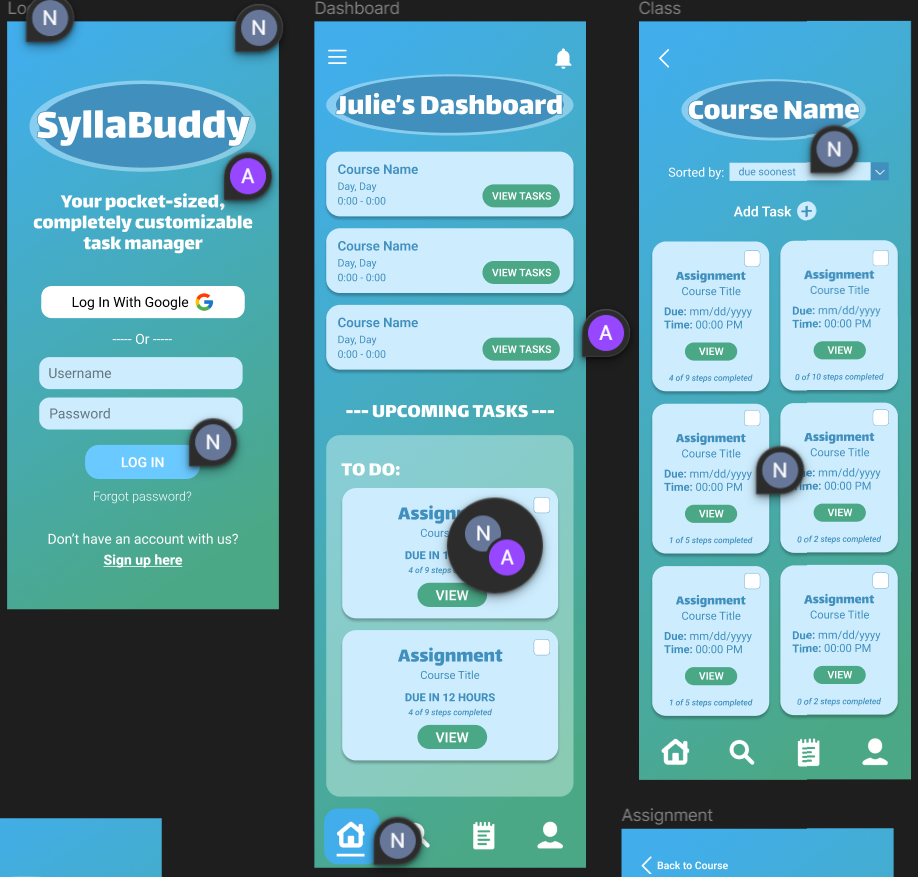 Lo
N
N
SyllaBuddy
A
Your pocket-sized,
completely customizable
task manager
Log In With Google
----- Or -----
Username
Password
N
LOG IN
Forgot password?
Don't have an account with us?
Sign up here
Dashboard
Julie's Dashboard
Course Name
Day, Day
0:00 - 0:00
VIEW TASKS
Course Name
Day, Day
0:00 - 0:00
VIEW TASKS
Course Name
Day, Day
0:00 - 0:00
VIEW TASKS
A
--- UPCOMING TASKS ---
TO DO:
Assign
Cours
N
A
DUE IN 1
4 of 9 steps
VIEW
Assignment
Course Title
DUE IN 12 HOURS
4 of 9 steps completed
VIEW
N
Class
Course Name
N
Sorted by: due soonest
Add Task +
Assignment
Course Title
Due: mm/dd/yyyy
Time: 00:00 PM
VIEW
4 of 9 steps completed
Assignment
Course Title
Due: mm/dd/yyyy
Time: 00:00 PM
VIEW
0 of 10 steps completed
Assignment
Course Title
Due: mm/dd/yyyy
Time: 00:00 PM
VIEW
1 of 5 steps completed
N
Assignment
Course Title
ue: mm/dd/yyyy
me: 00:00 PM
VIEW
0 of 2 steps completed
Assignment
Course Title
Due: mm/dd/yyyy
Time: 00:00 PM
VIEW
1 of 5 steps completed
Assignment
Course Title
Due: mm/dd/yyyy
Time: 00:00 PM
VIEW
0 of 2 steps completed
Assignment
Back to Course